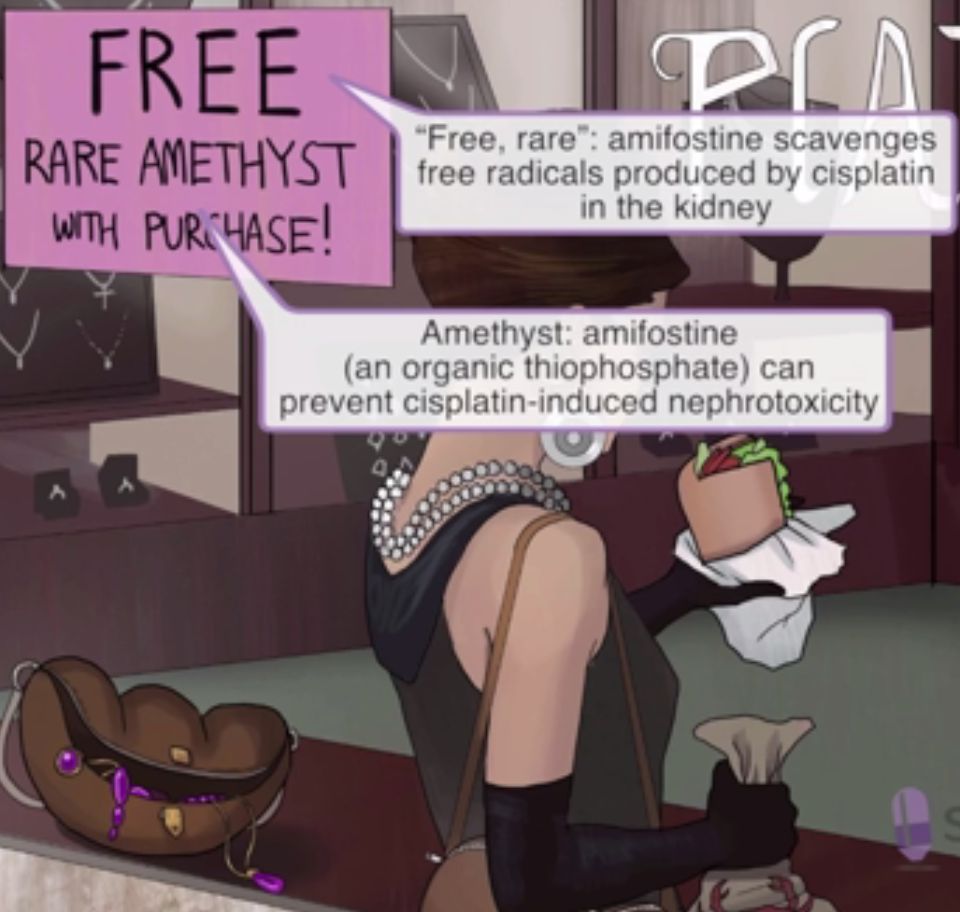 FREE
RARE AMETHYST
WITH PURCHASE!
PLA
“Free, rare”: amifostine scavenges
free radicals produced by cisplatin
in the kidney
Amethyst: amifostine
(an organic thiophosphate) can
prevent cisplatin-induced nephrotoxicity
S